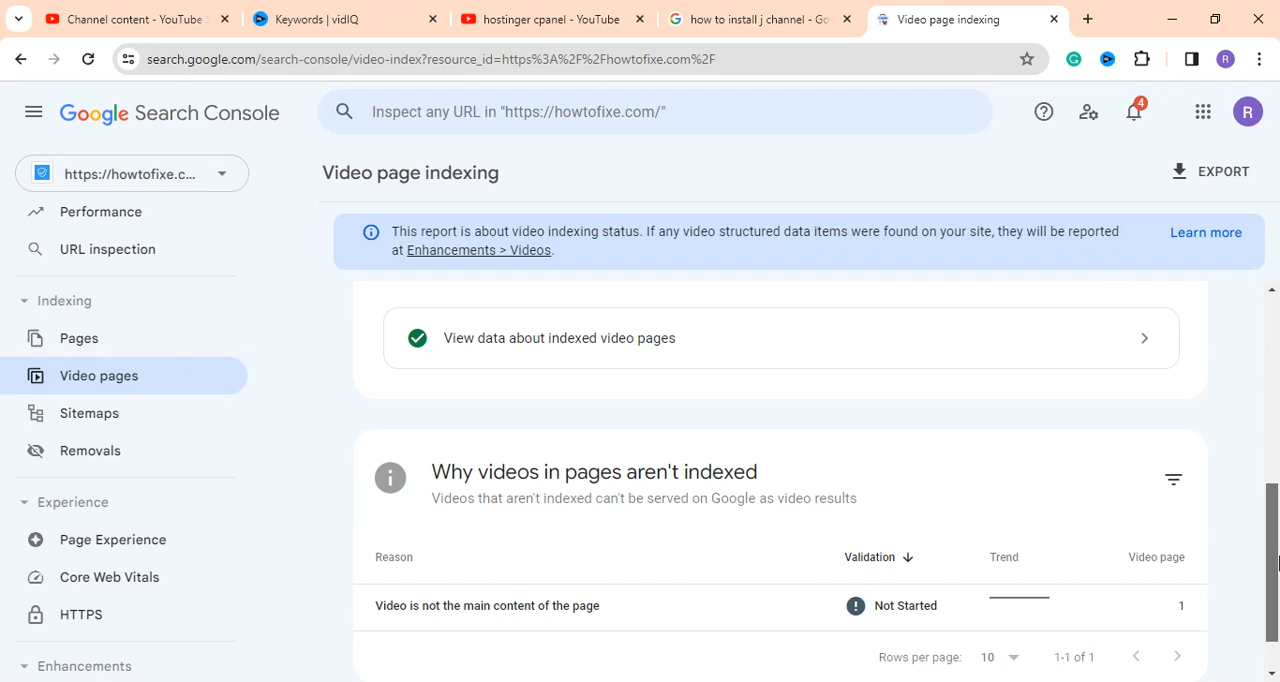 Channel content - YouTube
Keywords | vidIQ
hostinger cpanel - YouTube
how to install j channel - Go
Video page indexing
search.google.com/search-console/video-index?resource_id=https%3A%2F%2Fhowtofixe.com%2F
R
Google Search Console
Inspect any URL in "https://howtofixe.com/"
4
R
https://howtofixe.c...
Video page indexing
EXPORT
Performance
URL inspection
Indexing
Pages
Video pages
Sitemaps
Removals
Experience
Page Experience
Core Web Vitals
HTTPS
Enhancements
This report is about video indexing status. If any video structured data items were found on your site, they will be reported
at Enhancements > Videos.
Learn more
View data about indexed video pages
Why videos in pages aren't indexed
Videos that aren't indexed can't be served on Google as video results
Reason Validation Trend Video page
Video is not the main content of the page Not Started 1
Rows per page: 10 1-1 of 1